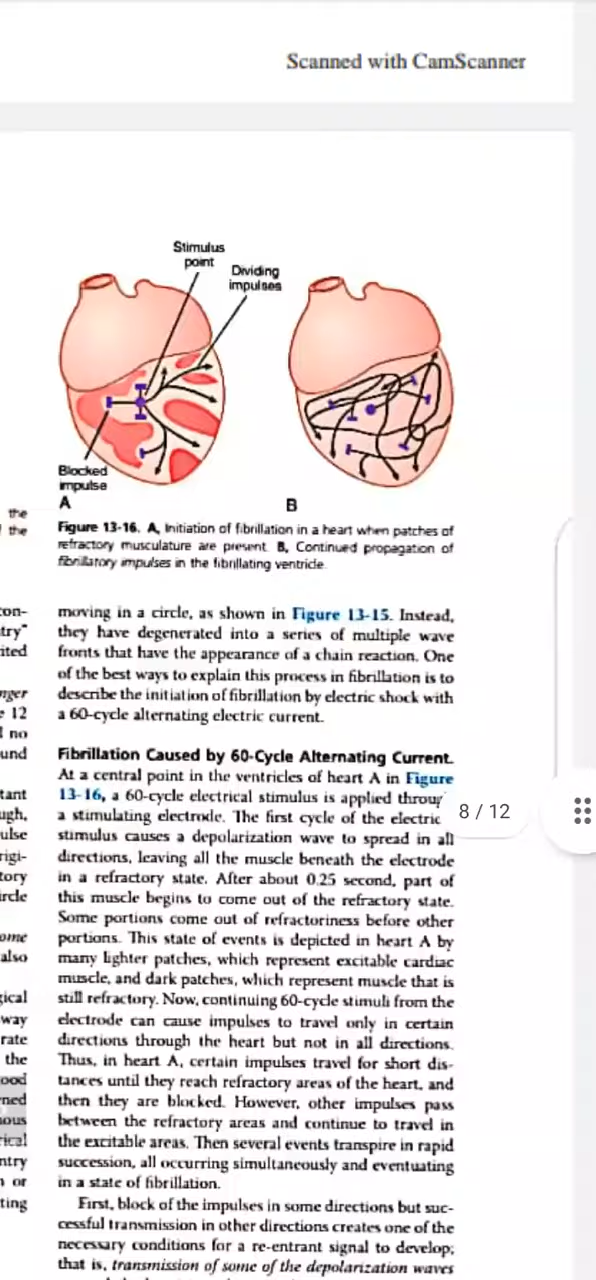 Scanned with CamScanner
Stimulus
point
Dividing
impulses
Blocked
impulse
A
B
Figure 13-16. A, Initiation of fibrillation in a heart when patches of
refractory musculature are present. B, Continued propagation of
fibrillatory impulses in the fibrillating ventricle.
the
the
con-
try"
ited
nger
12
no
und
tant
ugh,
ulse
rigi-
tory
ircle
ome
also
gical
way
rate
the
ood
ned
ious
rical
ntry
or
ting
moving in a circle, as shown in Figure 13-15. Instead,
they have degenerated into a series of multiple wave
fronts that have the appearance of a chain reaction. One
of the best ways to explain this process in fibrillation is to
describe the initiation of fibrillation by electric shock with
a 60-cycle alternating electric current.
Fibrillation Caused by 60-Cycle Alternating Current.
At a central point in the ventricles of heart A in Figure
13-16, a 60-cycle electrical stimulus is applied throug
a stimulating electrode. The first cycle of the electric
8 / 12
stimulus causes a depolarization wave to spread in all
directions, leaving all the muscle beneath the electrode
in a refractory state. After about 0.25 second, part of
this muscle begins to come out of the refractory state.
Some portions come out of refractoriness before other
portions. This state of events is depicted in heart A by
many lighter patches, which represent excitable cardiac
muscle, and dark patches, which represent muscle that is
still refractory. Now, continuing 60-cycle stimuli from the
electrode can cause impulses to travel only in certain
directions through the heart but not in all directions.
Thus, in heart A, certain impulses travel for short dis-
tances until they reach refractory areas of the heart, and
then they are blocked. However, other impulses pass
between the refractory areas and continue to travel in
the excitable areas. Then several events transpire in rapid
succession, all occurring simultaneously and eventuating
in a state of fibrillation.
First, block of the impulses in some directions but suc-
cessful transmission in other directions creates one of the
necessary conditions for a re-entrant signal to develop;
that is, transmission of some of the depolarization waves